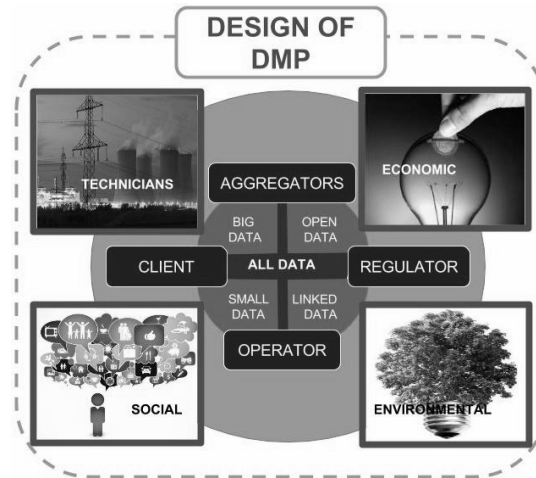 DESIGN OF
DMP
TECHNICIANS
ECONOMIC
AGGREGATORS
BIG
DATA
OPEN
DATA
CLIENT
ALL DATA
REGULATOR
SMALL
DATA
LINKED
DATA
OPERATOR
SOCIAL
ENVIRONMENTAL